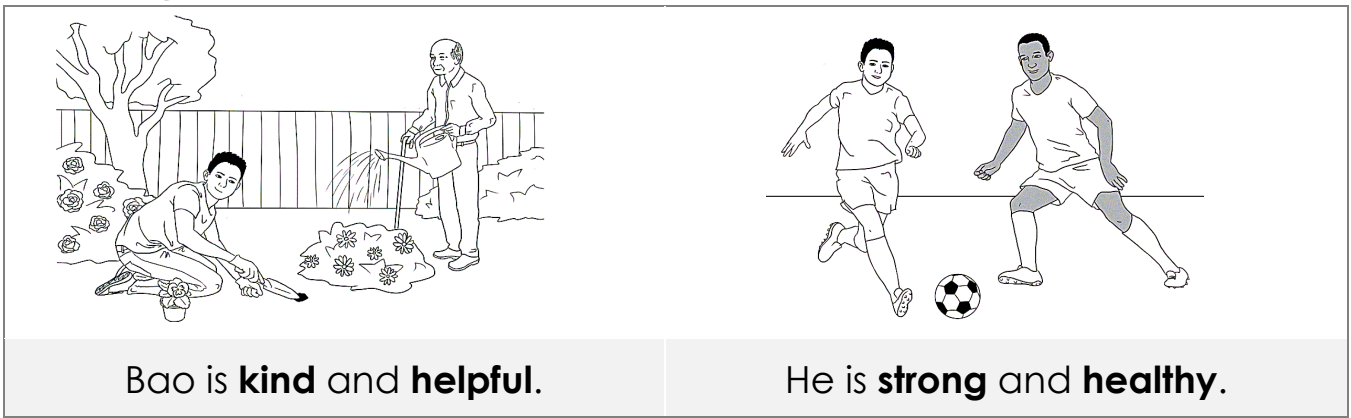 Bao is kind and helpful.
He is strong and healthy.